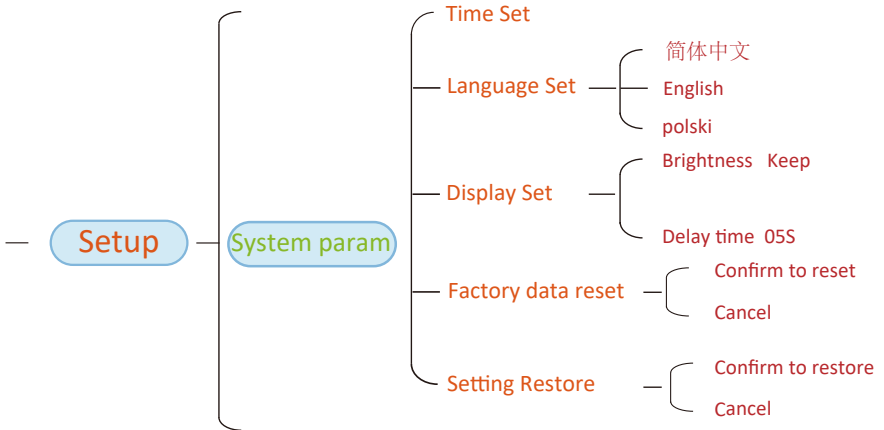 Setup
System param
Time Set
Language Set
简体中文
English
polski
Display Set
Brightness Keep
Delay time 05S
Factory data reset
Confirm to reset
Cancel
Setting Restore
Confirm to restore
Cancel